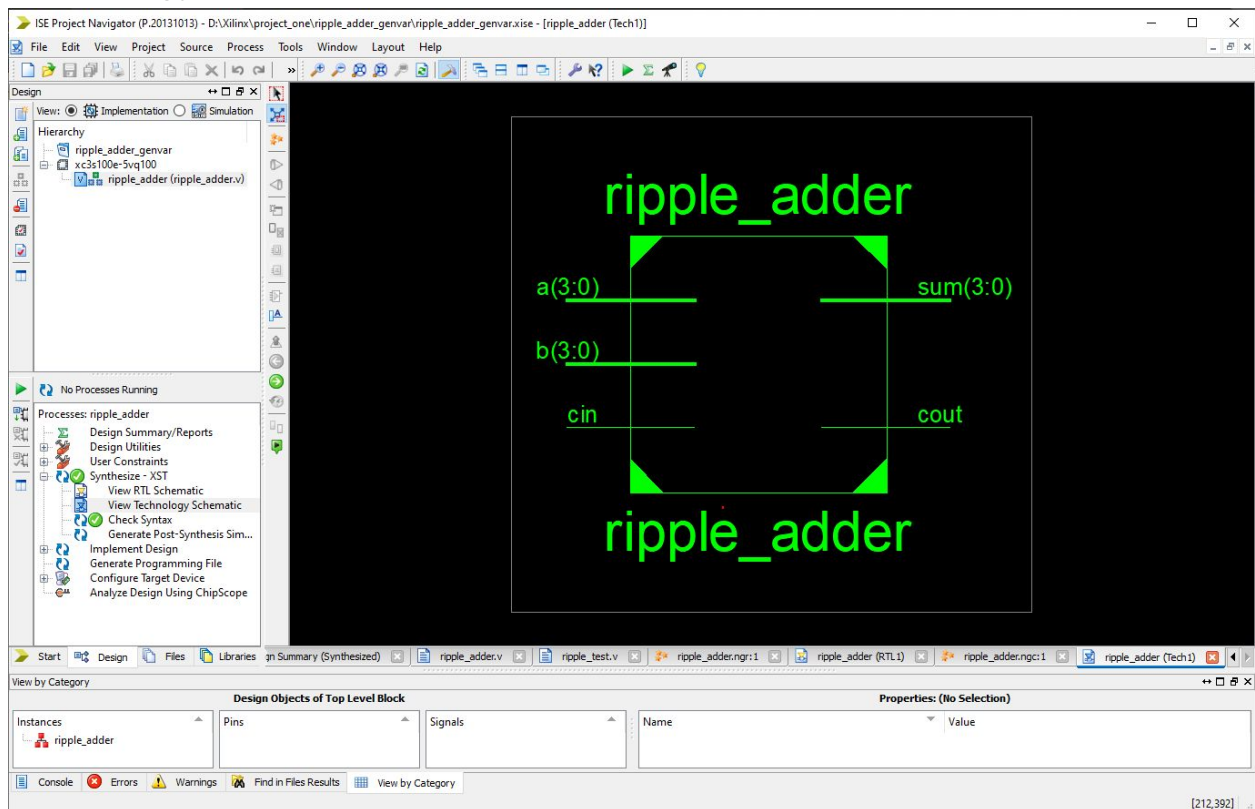 ISE Project Navigator (P.20131013) - D:\Xilinx\project_one\ripple_adder_genvar\ripple_adder_genvar.xise - [ripple_adder (Tech1)]
File Edit View Project Source Process Tools Window Layout Help
Design
View: Implementation Simulation
Hierarchy
ripple_adder_genvar
xc3s100e-5vq100
ripple_adder (ripple_adder.v)
No Processes Running
Processes: ripple_adder
Design Summary/Reports
Design Utilities
User Constraints
Synthesize - XST
View RTL Schematic
View Technology Schematic
Check Syntax
Generate Post-Synthesis Sim...
Implement Design
Generate Programming File
Configure Target Device
Analyze Design Using ChipScope
ripple_adder
a(3:0) sum(3:0)
b(3:0)
cin cout
ripple_adder
Start Design Files Libraries gn Summary (Synthesized) ripple_adder.v ripple_test.v ripple_adder.ngr:1 ripple_adder (RTL1) ripple_adder.ngc:1 ripple_adder (Tech1)
View by Category
Design Objects of Top Level Block Properties: (No Selection)
Instances Pins Signals Name Value
ripple_adder
Console Errors Warnings Find in Files Results View by Category
[212,392]